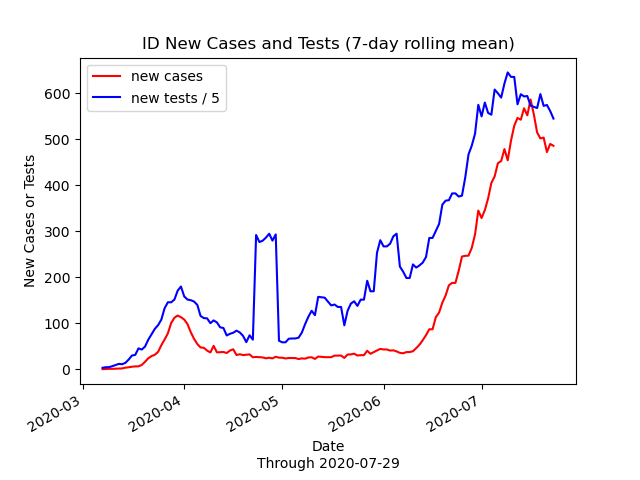 ID New Cases and Tests (7-day rolling mean)
new cases
new tests / 5
New Cases or Tests
600
500
400
300
200
100
0
2020-03
2020-04
2020-05
2020-06
2020-07
Date
Through 2020-07-29